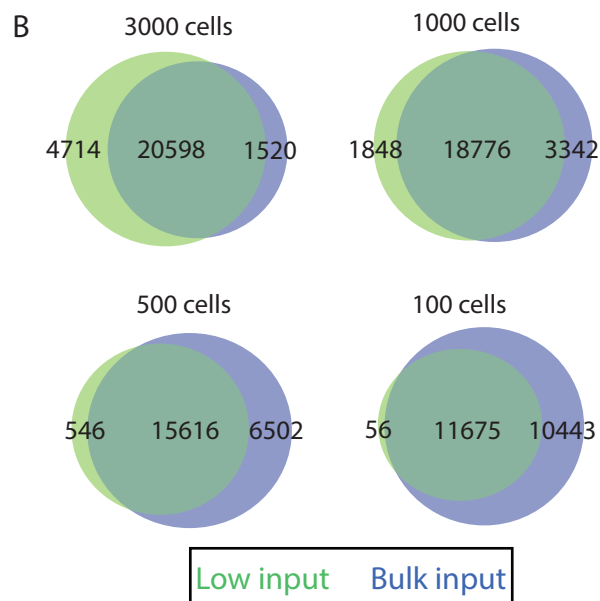 B
3000 cells
1000 cells
4714 20598 1520
1848 18776 3342
500 cells
100 cells
546 15616 6502
56 11675 10443
Low input Bulk input